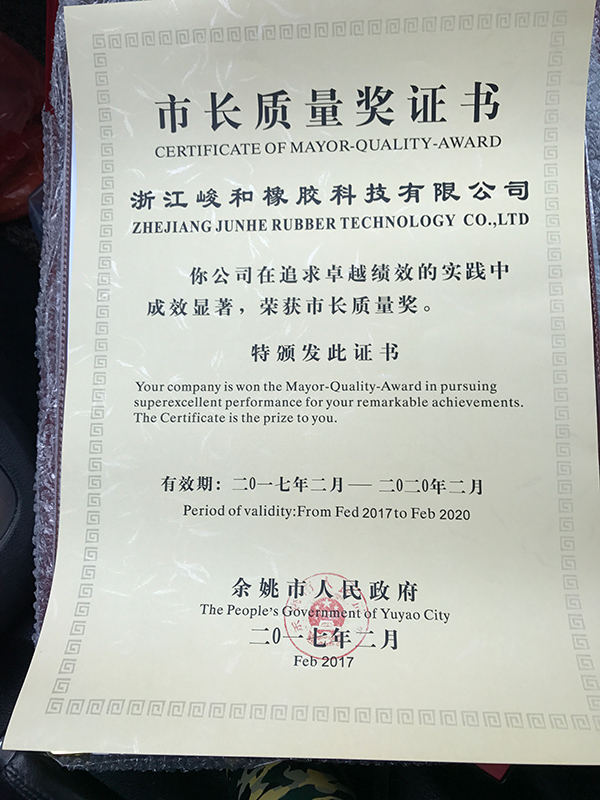 市长质量奖证书
CERTIFICATE OF MAYOR-QUALITY-AWARD
浙江峻和橡胶科技有限公司
ZHEJIANG JUNHE RUBBER TECHNOLOGY CO.,LTD
你公司在追求卓越绩效的实践中
成效显著，荣获市长质量奖。
特颁发此证书
Your company is won the Mayor-Quality-Award in pursuing
superexcellent performance for your remarkable achievements.
The Certificate is the prize to you.
有效期：二〇一七年二月—二〇二〇年二月
Period of validity:From Fed 2017 to Feb 2020
余姚市人民政府
The People's Government of Yuyao City
二〇一七年二月
Feb 2017